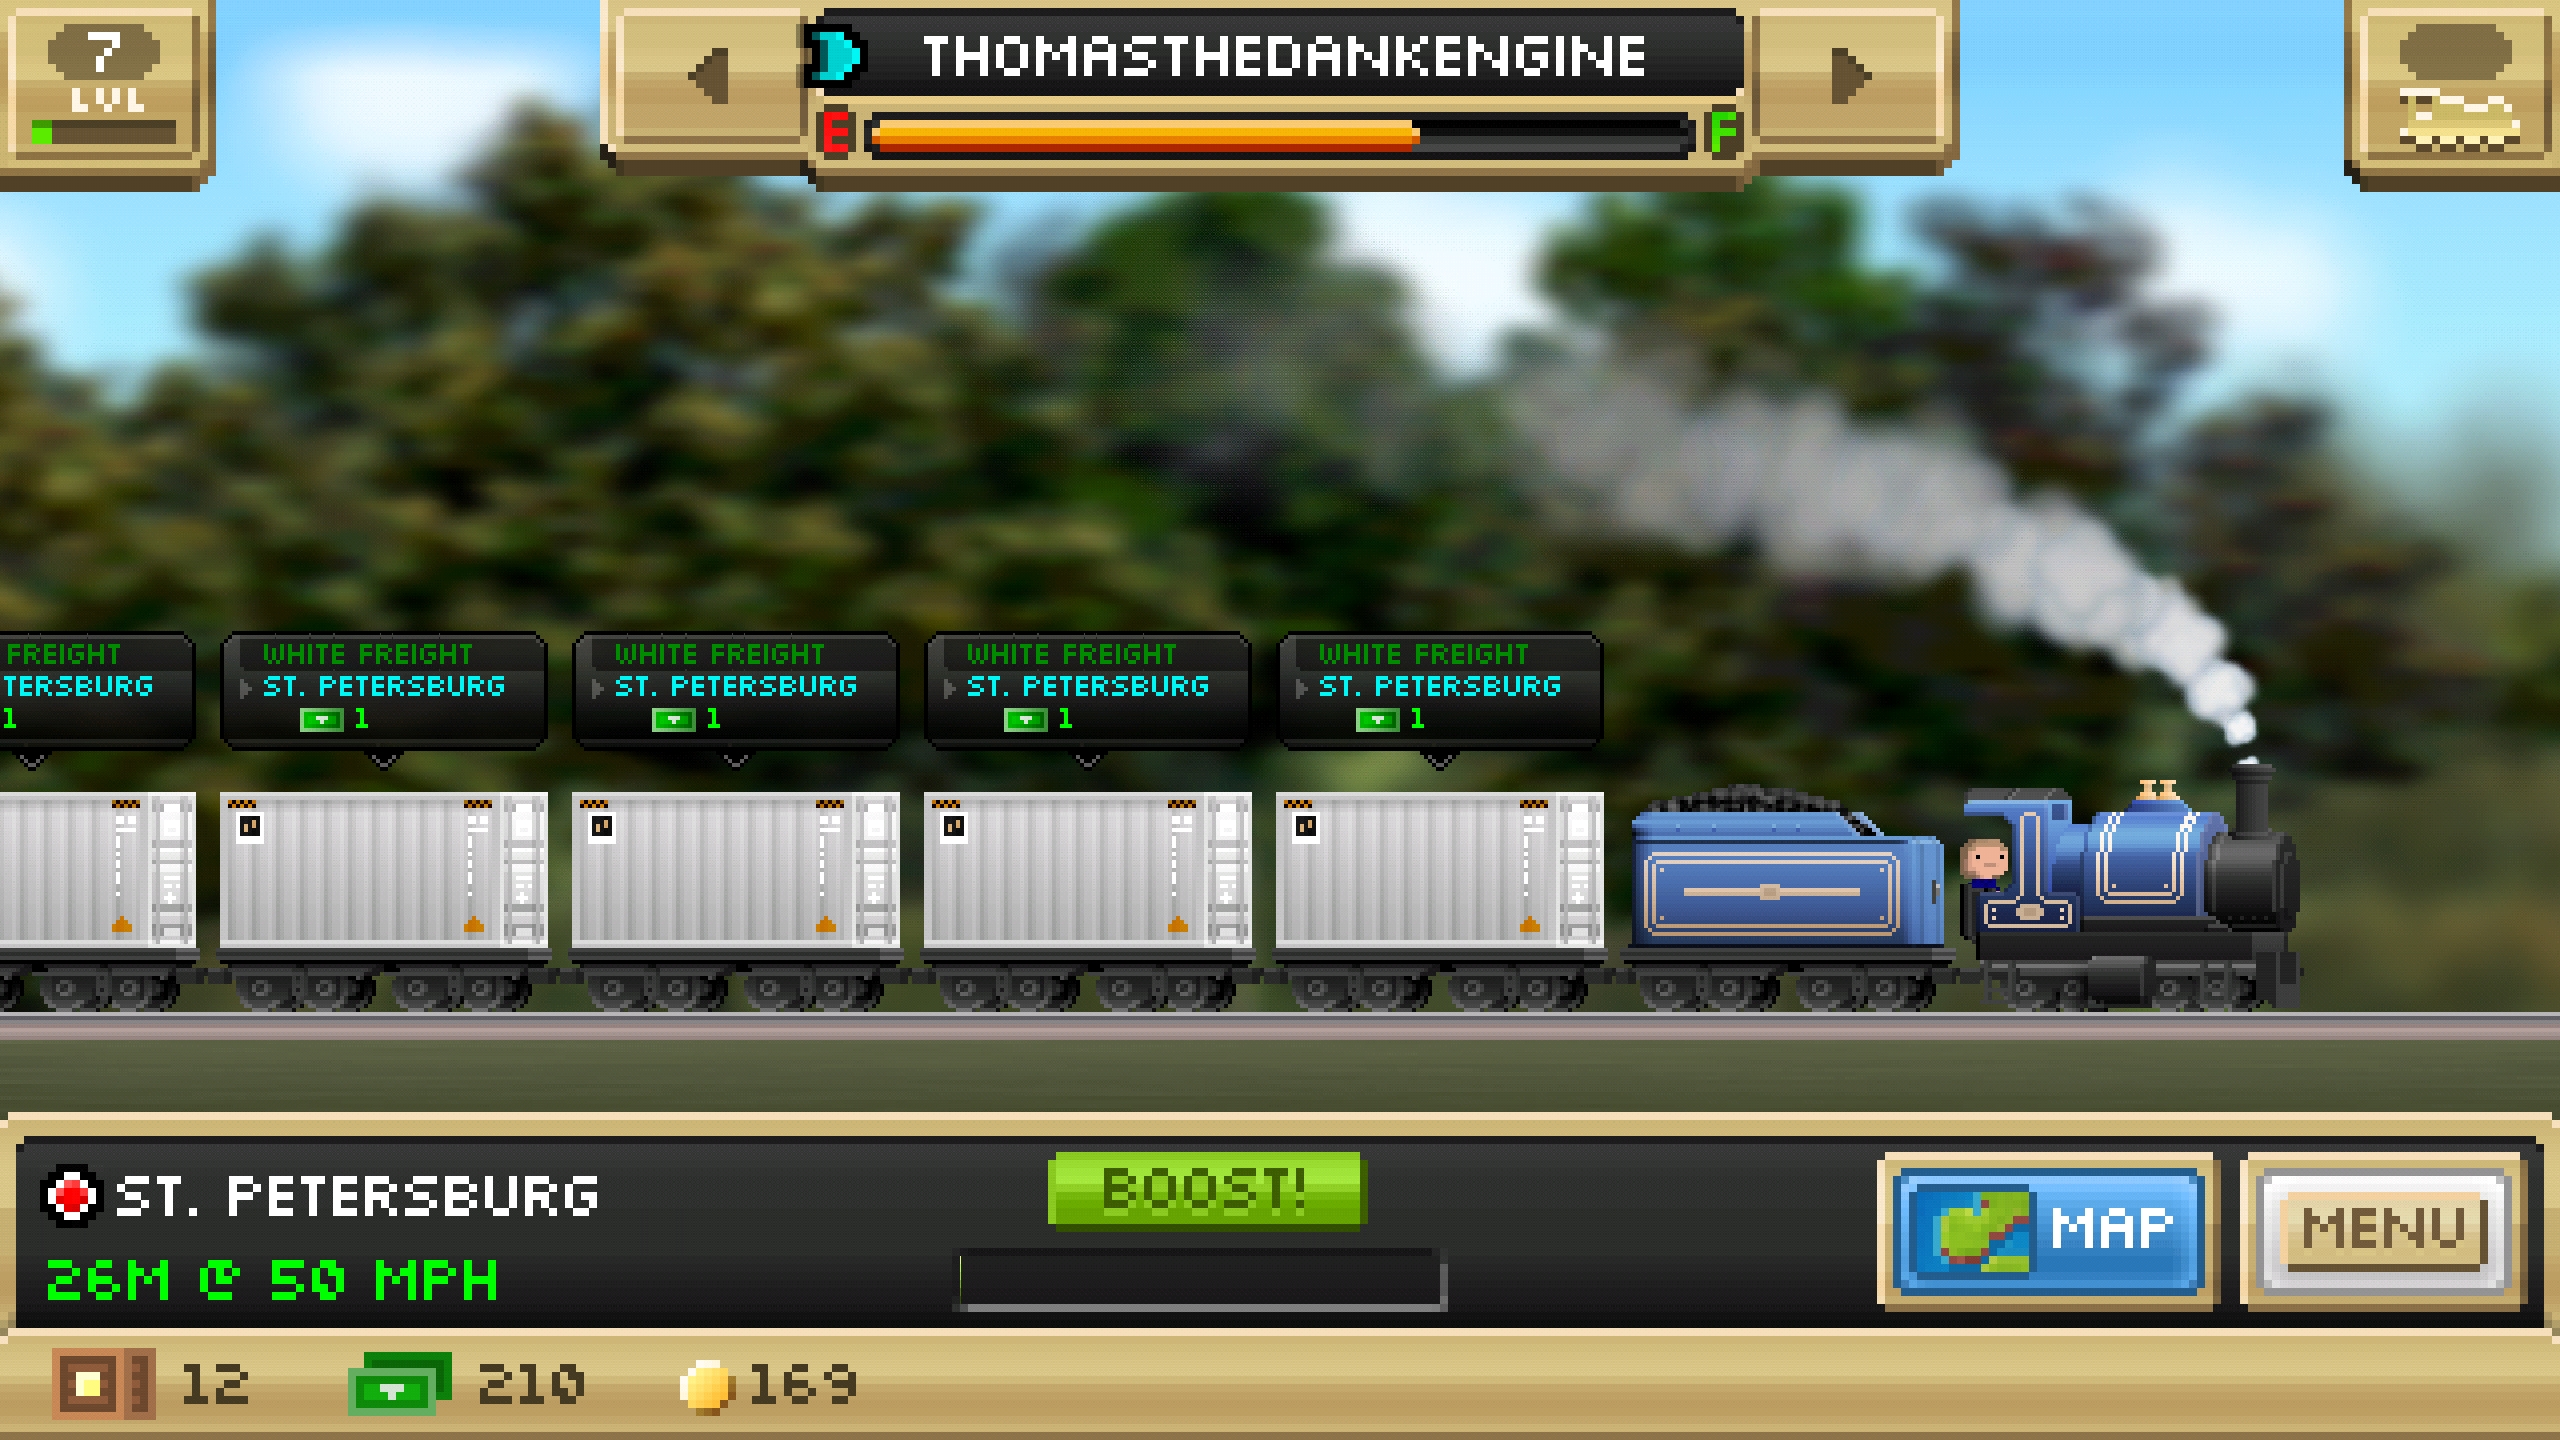 7
LVL
THOMASTHEDANKENGINE
E F
FREIGHT
TERSBURG
1
WHITE FREIGHT
ST. PETERSBURG
1
WHITE FREIGHT
ST. PETERSBURG
1
WHITE FREIGHT
ST. PETERSBURG
1
WHITE FREIGHT
ST. PETERSBURG
1
ST. PETERSBURG
26M @ 50 MPH
BOOST!
MAP
MENU
12 210 169